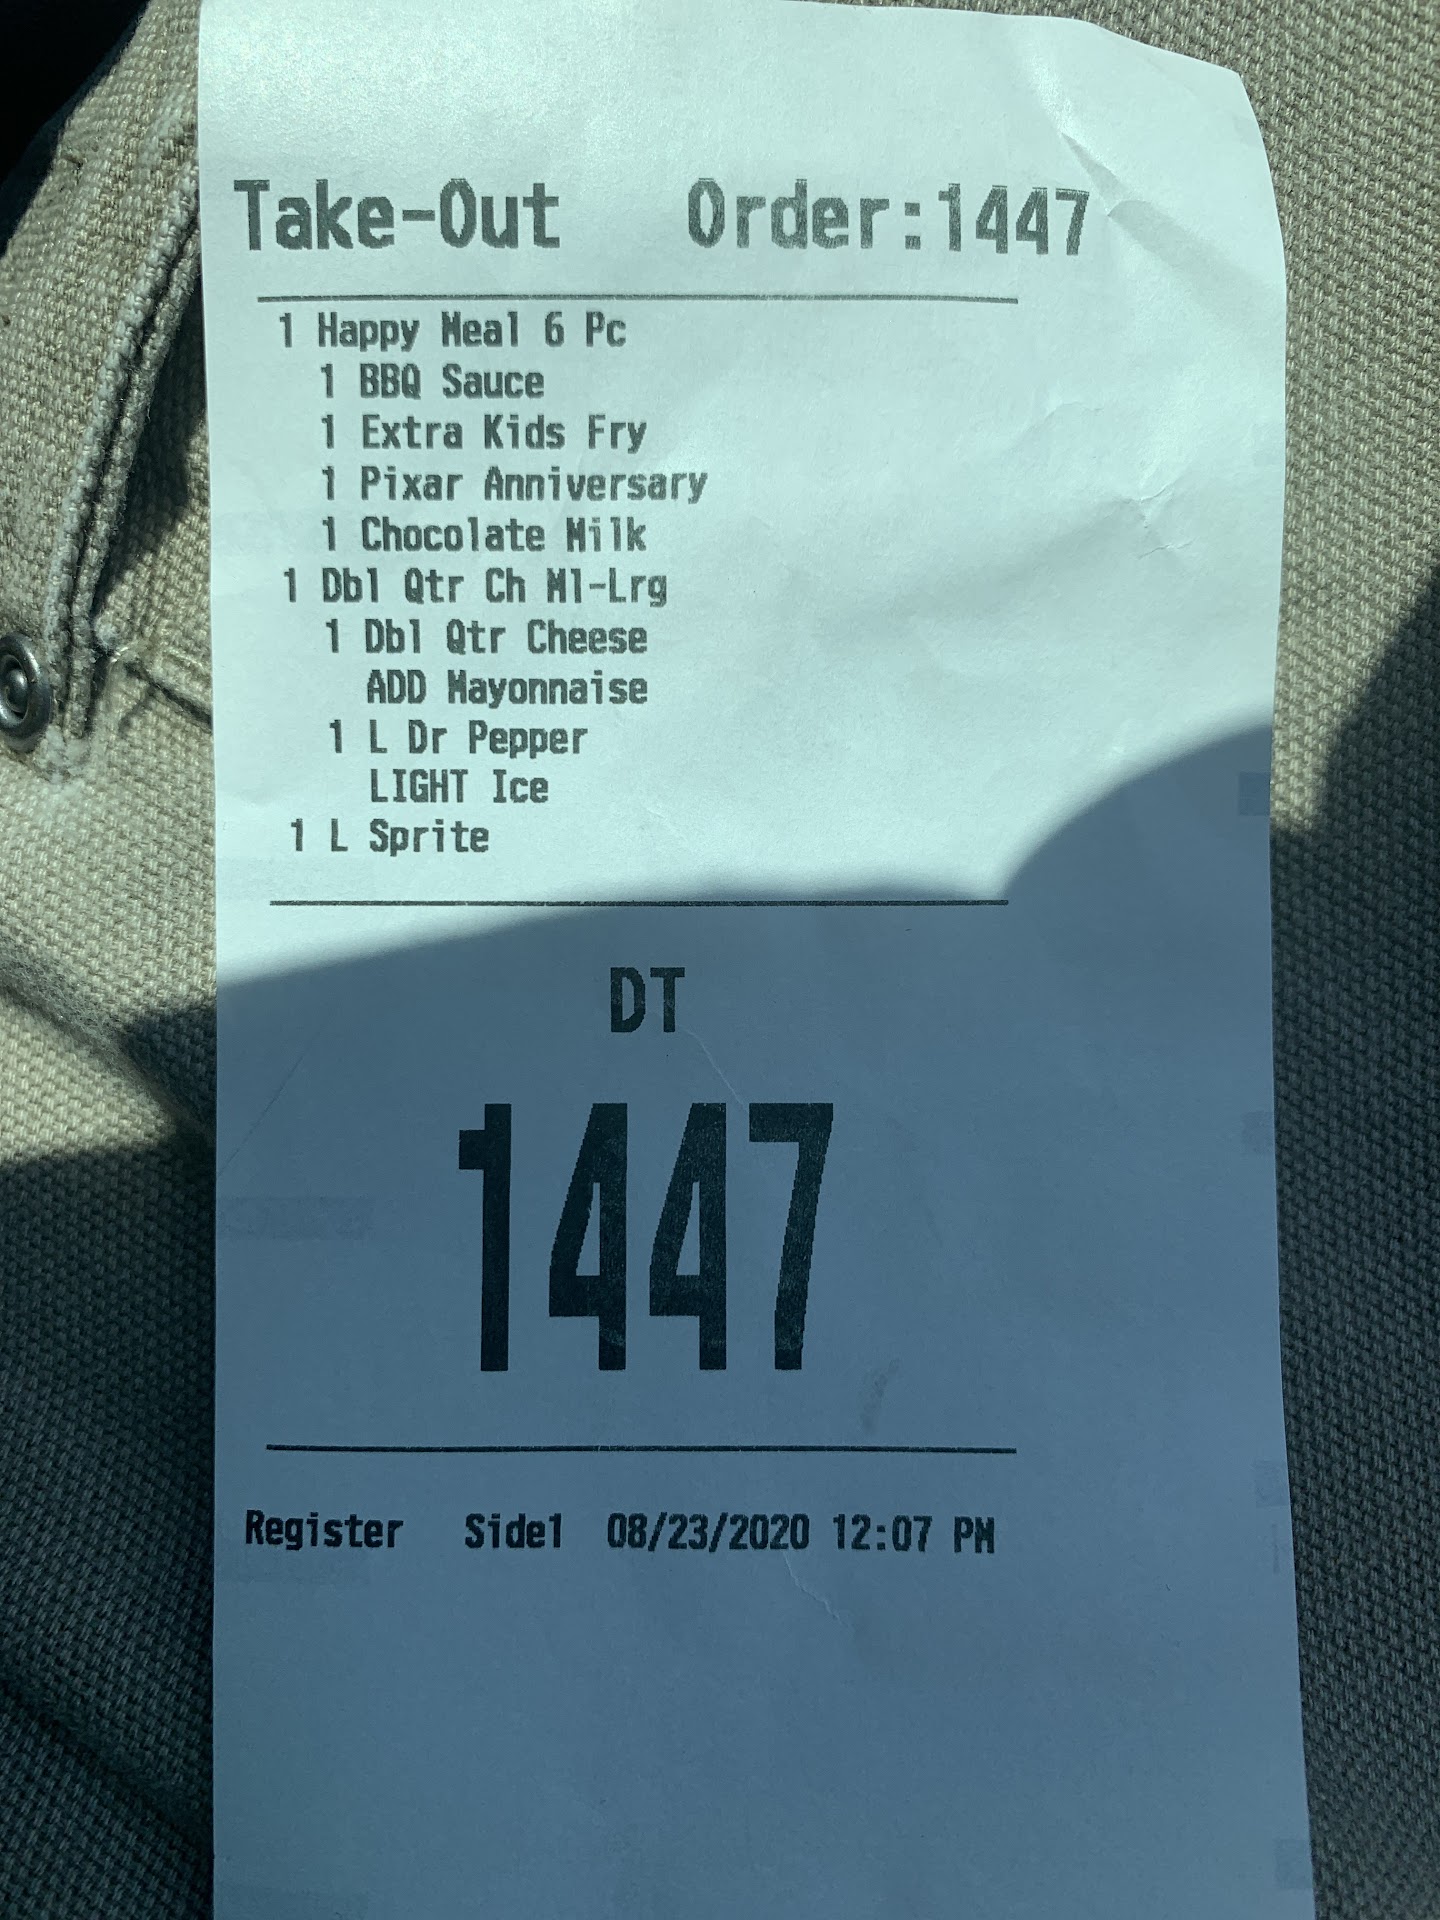 Take-Out Order:1447
1 Happy Meal 6 Pc
1 BBQ Sauce
1 Extra Kids Fry
1 Pixar Anniversary
1 Chocolate Milk
1 Dbl Qtr Ch Ml-Lrg
1 Dbl Qtr Cheese
ADD Mayonnaise
1 L Dr Pepper
LIGHT Ice
1 L Sprite
DT
1447
Register Side1 08/23/2020 12:07 PM